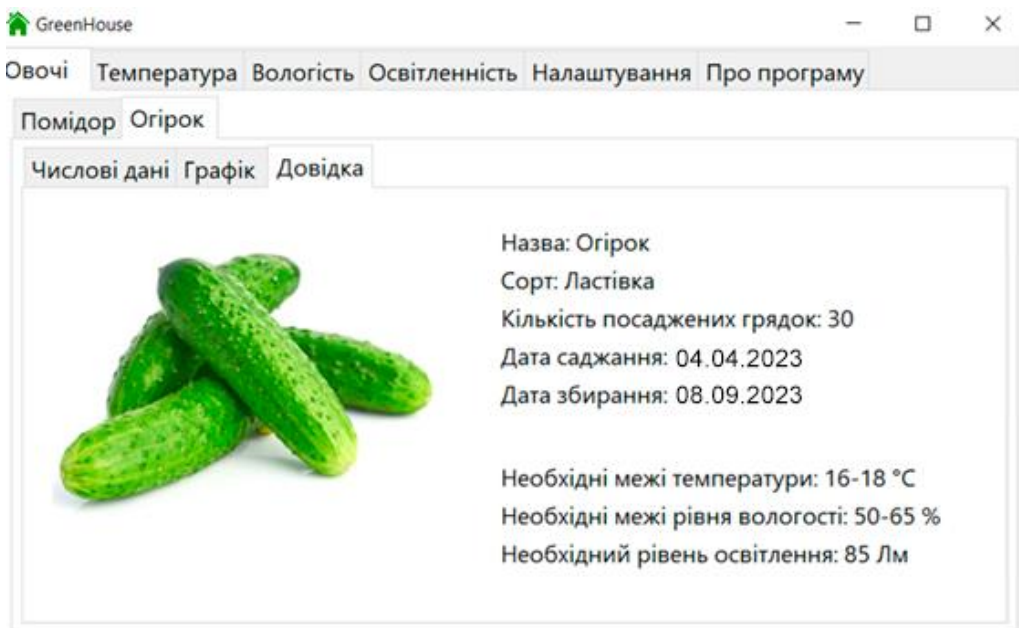 GreenHouse
Овочі Температура Вологість Освітленність Налаштування Про програму
Помідор Огірок
Числові дані Графік Довідка
Назва: Огірок
Сорт: Ластівка
Кількість посаджених грядок: 30
Дата саджання: 04.04.2023
Дата збирання: 08.09.2023
Необхідні межі температури: 16-18 °C
Необхідні межі рівня вологості: 50-65 %
Необхідний рівень освітлення: 85 Лм